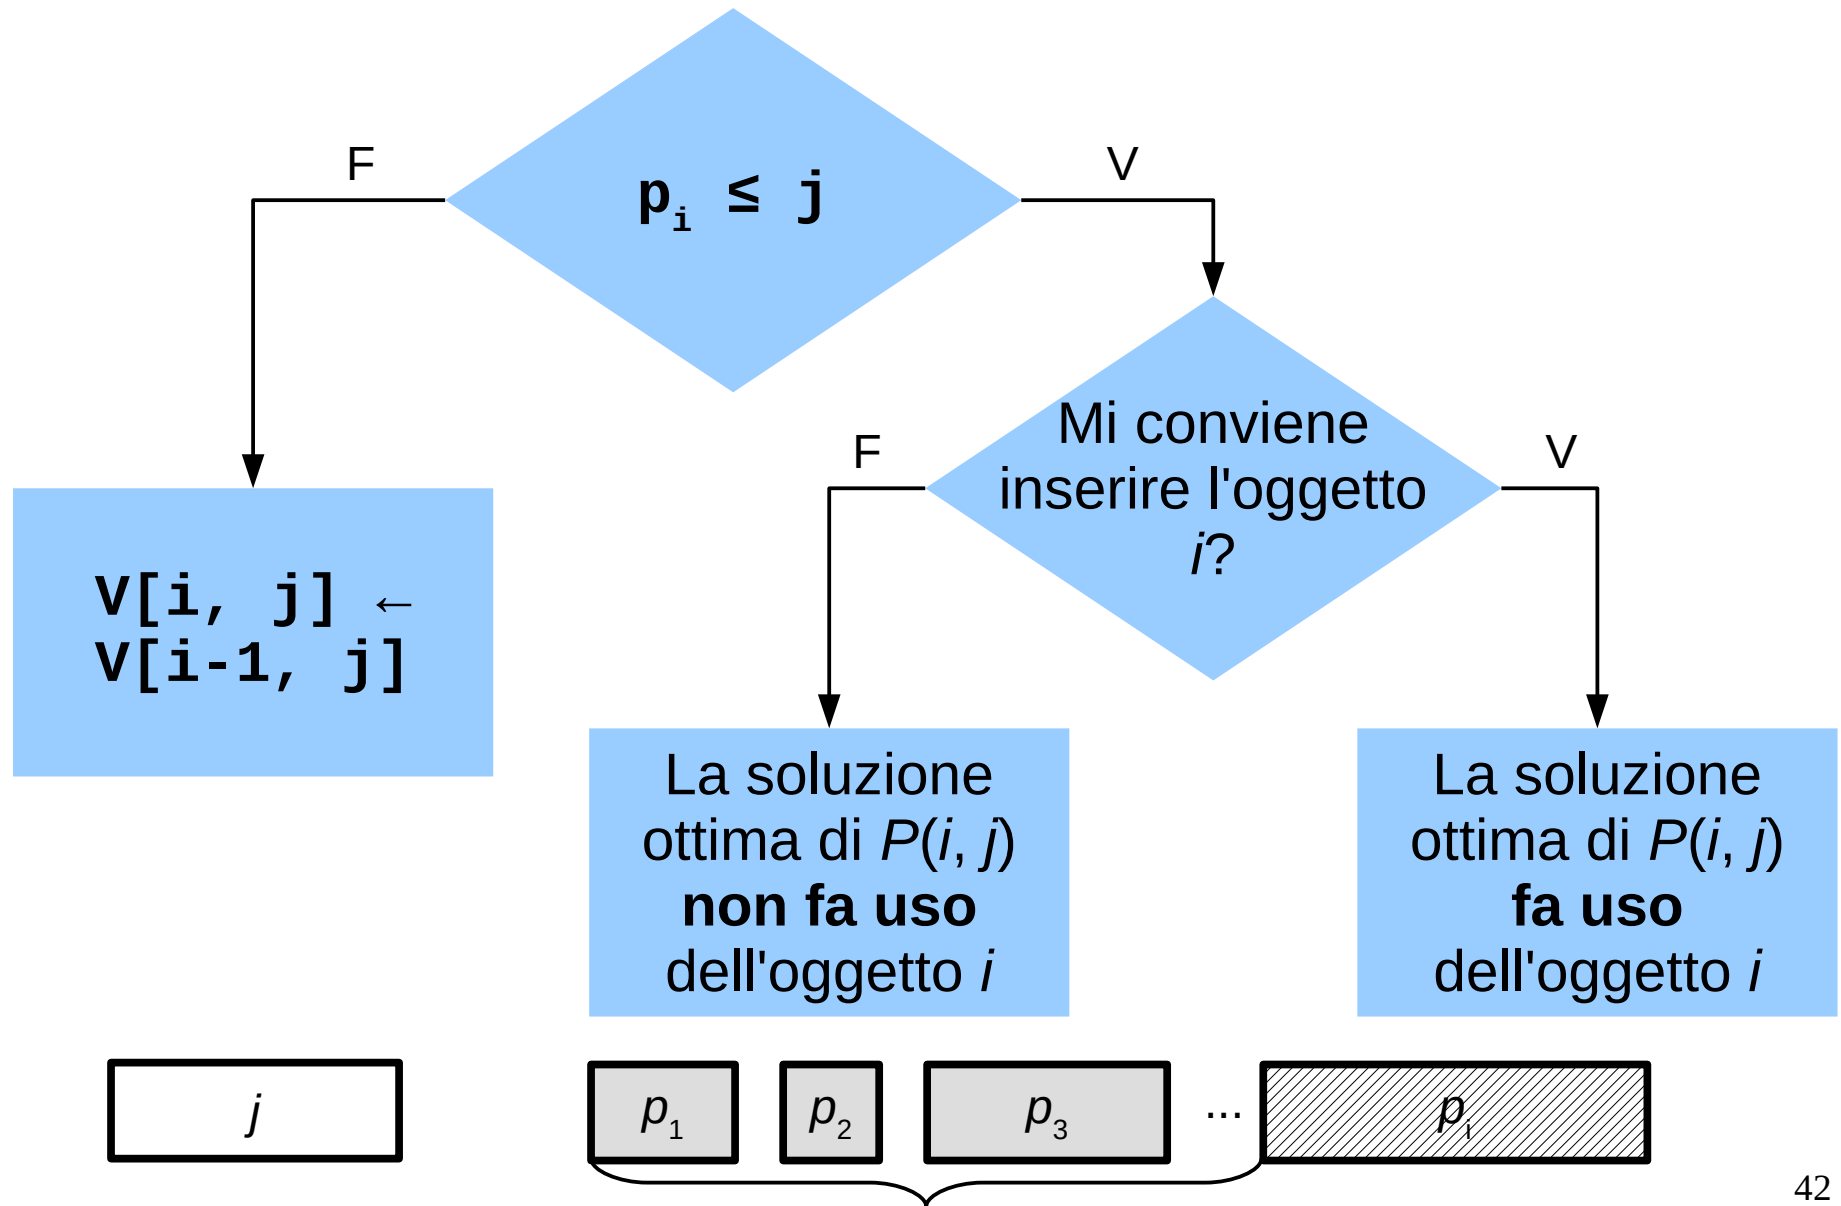 F
V
pi ≤ j
Mi conviene
inserire l'oggetto
i?
F
V
V[i, j] ←
V[i-1, j]
La soluzione
ottima di P(i, j)
non fa uso
dell'oggetto i
La soluzione
ottima di P(i, j)
fa uso
dell'oggetto i
j
p1
p2
p3
...
pi
42